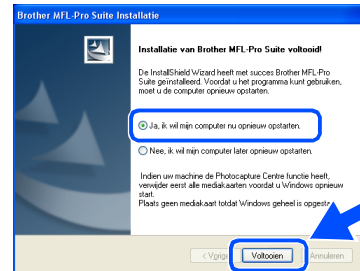 Brother MFL-Pro Suite Installatie
Installatie van Brother MFL-Pro Suite voltooid!
De InstallShield Wizard heeft met succes Brother MFL-Pro
Suite geïnstalleerd. Voordat u het programma kunt gebruiken,
moet u de computer opnieuw opstarten.
Ja, ik wil mijn computer nu opnieuw opstarten.
Nee, ik wil mijn computer later opnieuw opstarten.
Indien uw machine de Photocapture Centre functie heeft,
verwijder eerst alle mediakaarten voordat u Windows opnieuw
start.
Plaats geen mediakaart totdat Windows geheel is opgesta
< Vorige Voltooien Annuleren